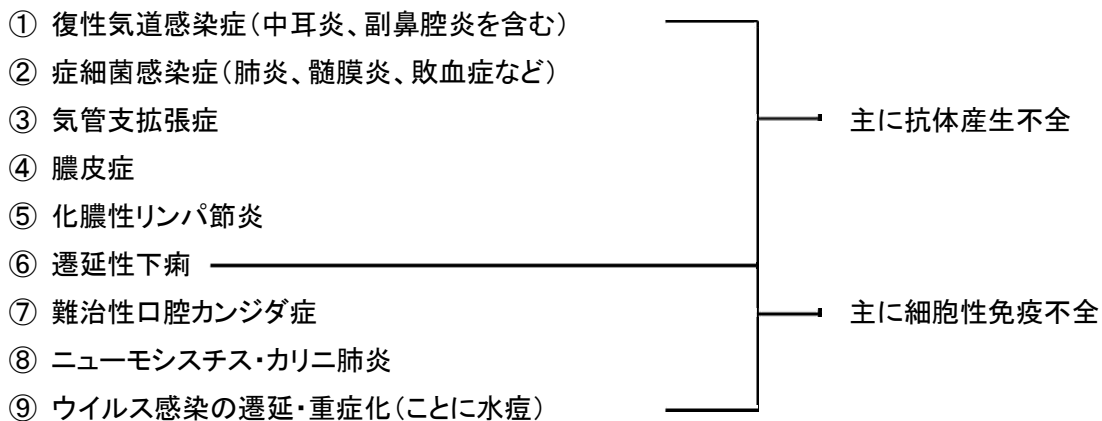 ① 復性気道感染症（中耳炎、副鼻腔炎を含む）
② 症細菌感染症（肺炎、髄膜炎、敗血症など）
③ 気管支拡張症
主に抗体産生不全
④ 膿皮症
⑤ 化膿性リンパ節炎
⑥ 遷延性下痢
⑦ 難治性口腔カンジダ症
主に細胞性免疫不全
⑧ ニューモシスチス・カリニ肺炎
⑨ ウイルス感染の遷延・重症化（ことに水痘）